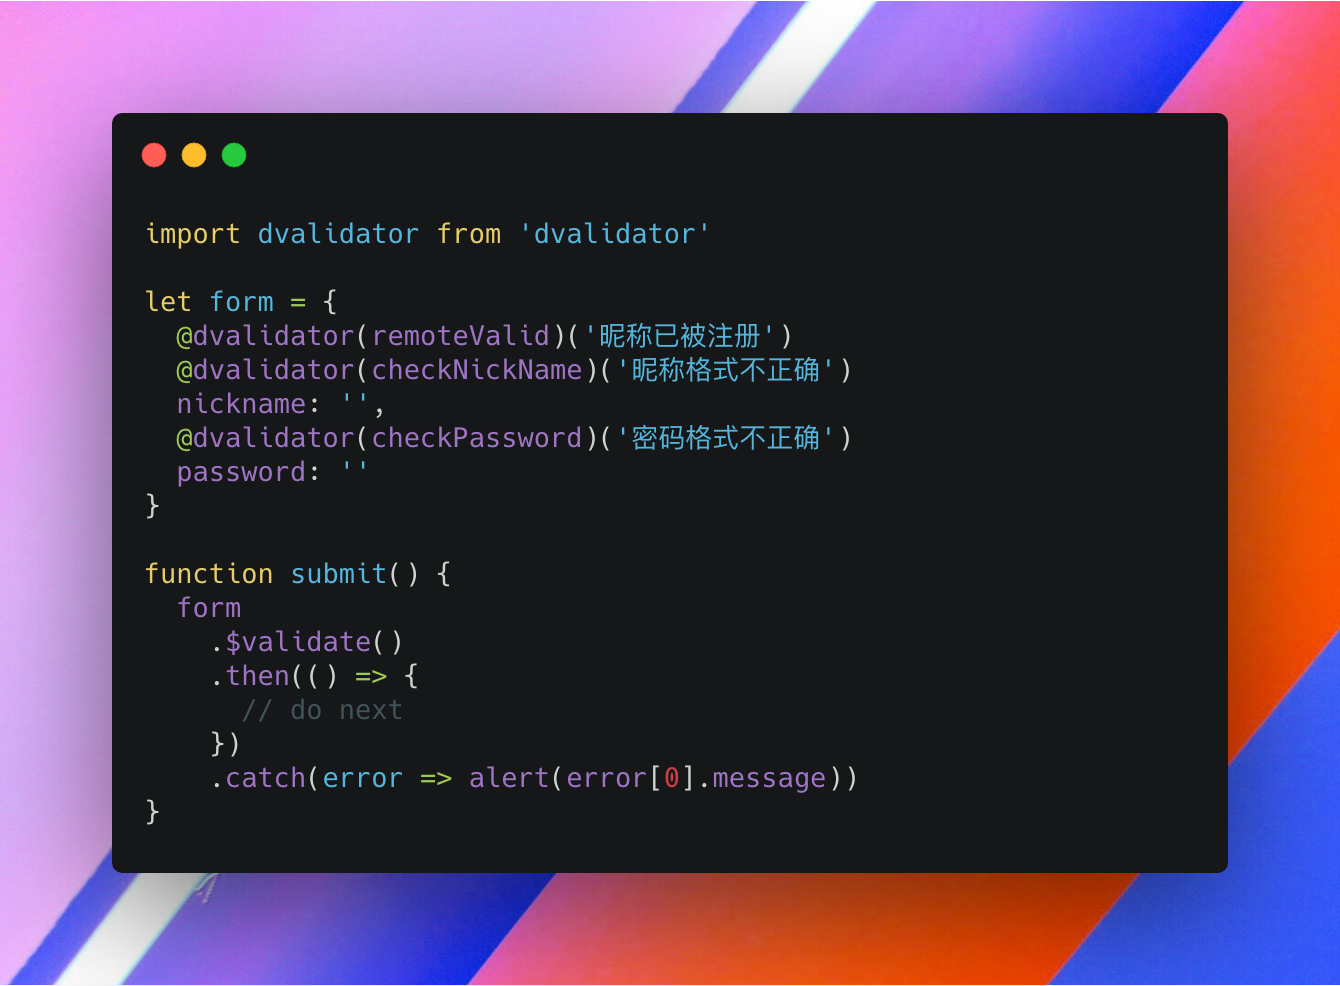 import dvalidator from 'dvalidator'
let form = {
  @dvalidator(remoteValid)('昵称已被注册')
  @dvalidator(checkNickName)('昵称格式不正确')
  nickname: '',
  @dvalidator(checkPassword)('密码格式不正确')
  password: ''
}
function submit() {
  form
    .$validate()
    .then(() => {
      // do next
    })
    .catch(error => alert(error[0].message))
}